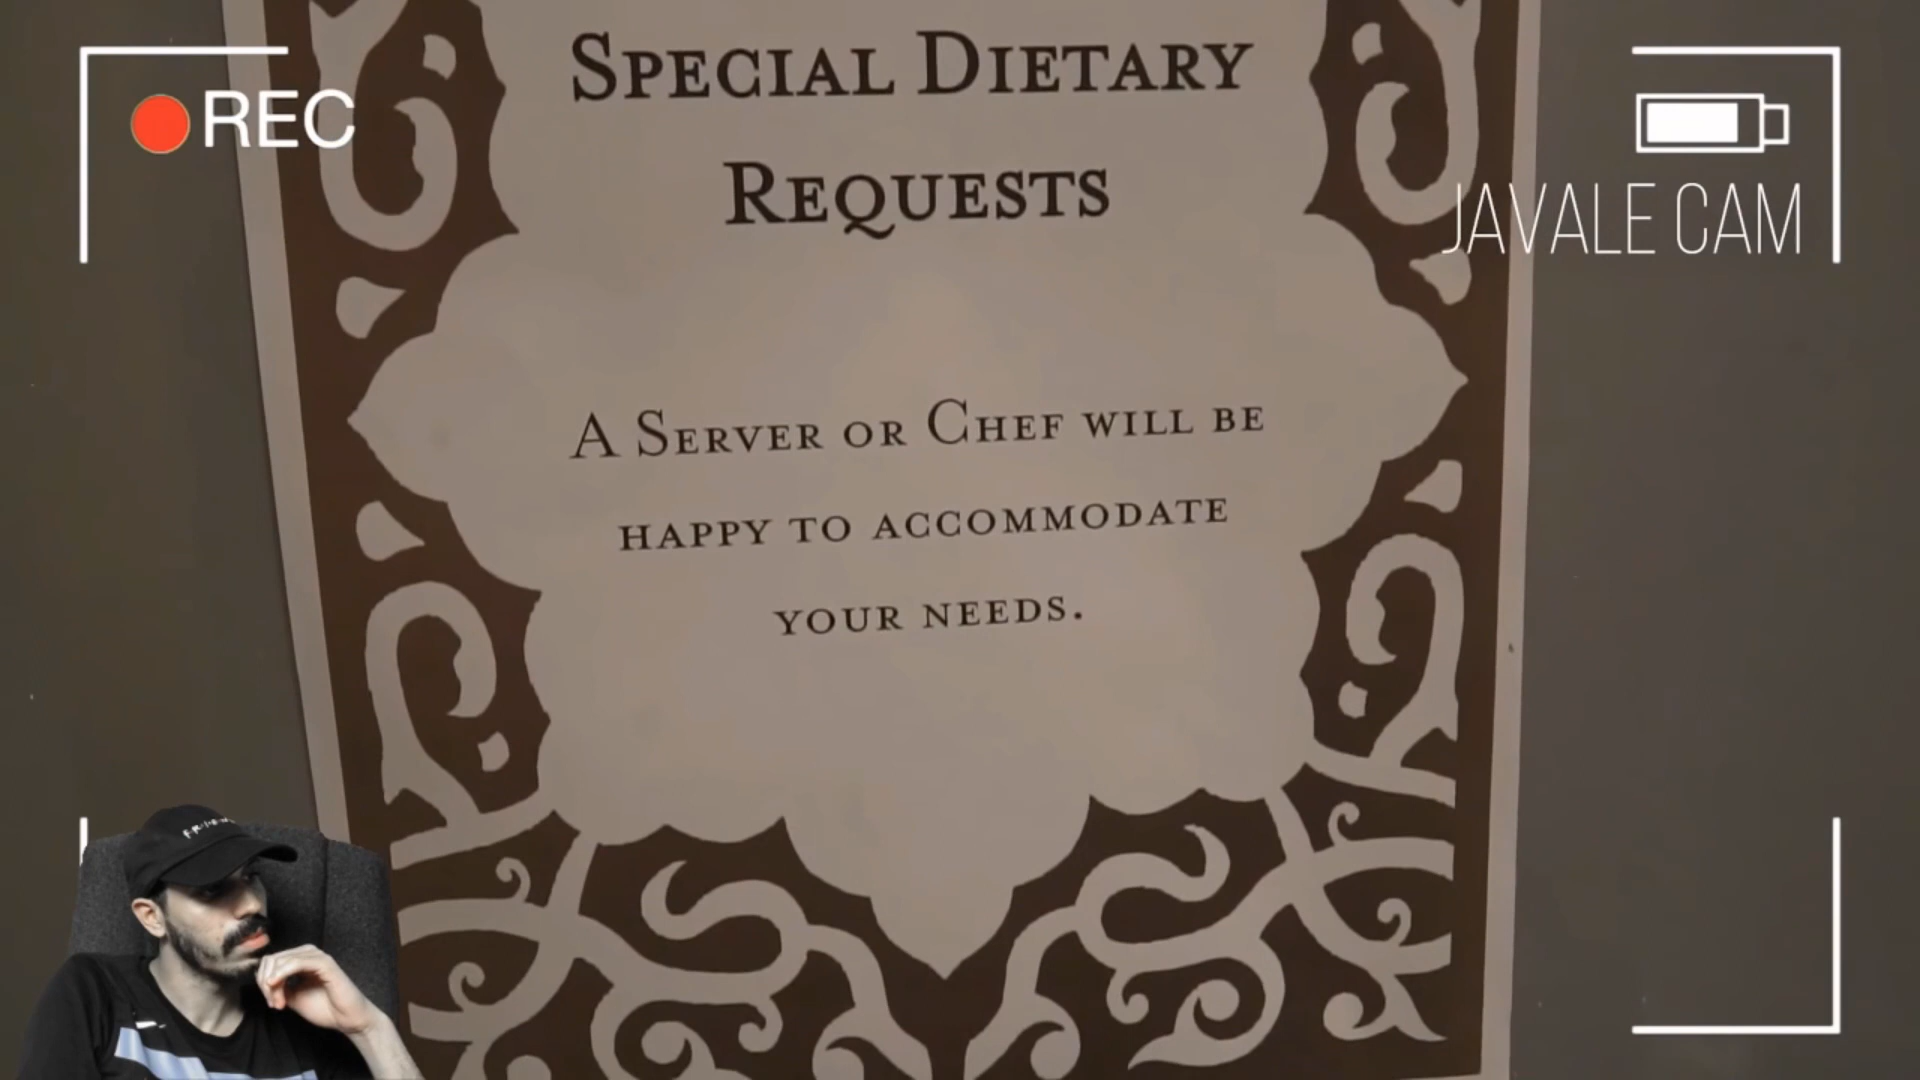 SPECIAL DIETARY
REQUESTS
REC
JAVALE CAM
A SERVER OR CHEF WILL BE
HAPPY TO ACCOMMODATE
YOUR NEEDS.